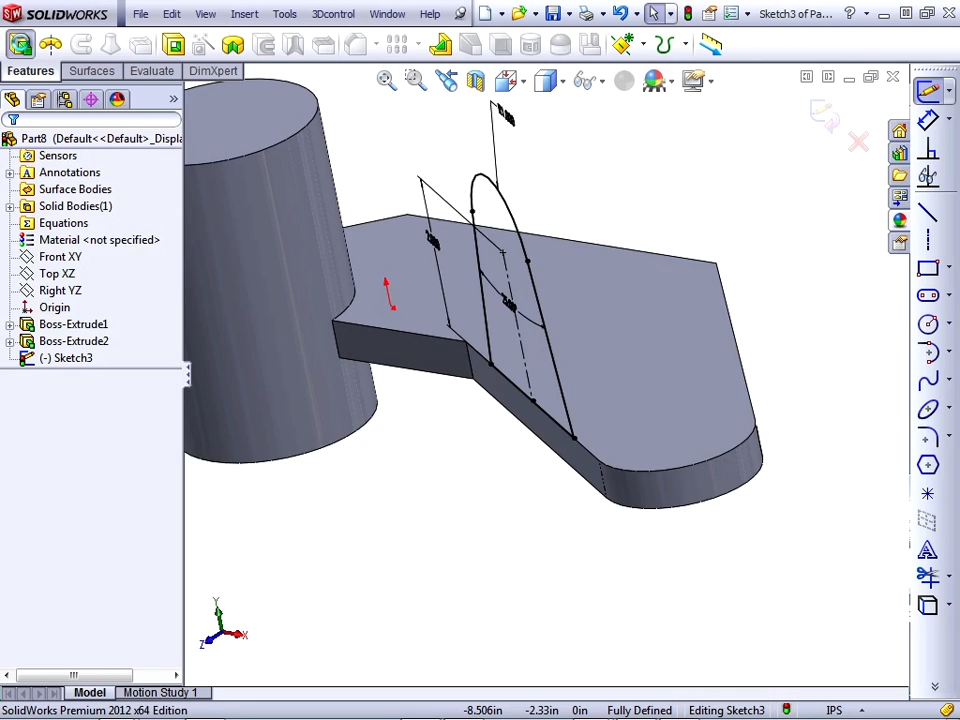 SW SOLIDWORKS File Edit View Insert Tools 3Dcontrol Window Help Sketch3 of Pa...
Features Surfaces Evaluate DimXpert
Part8 (Default<<Default>_Displa
Sensors
Annotations
Surface Bodies
Solid Bodies(1)
Equations
Material <not specified>
Front XY
Top XZ
Right YZ
Origin
Boss-Extrude1
Boss-Extrude2
(-) Sketch3
Y
X
Z
Model Motion Study 1
SolidWorks Premium 2012 x64 Edition -8.506in -2.33in 0in Fully Defined Editing Sketch3 IPS